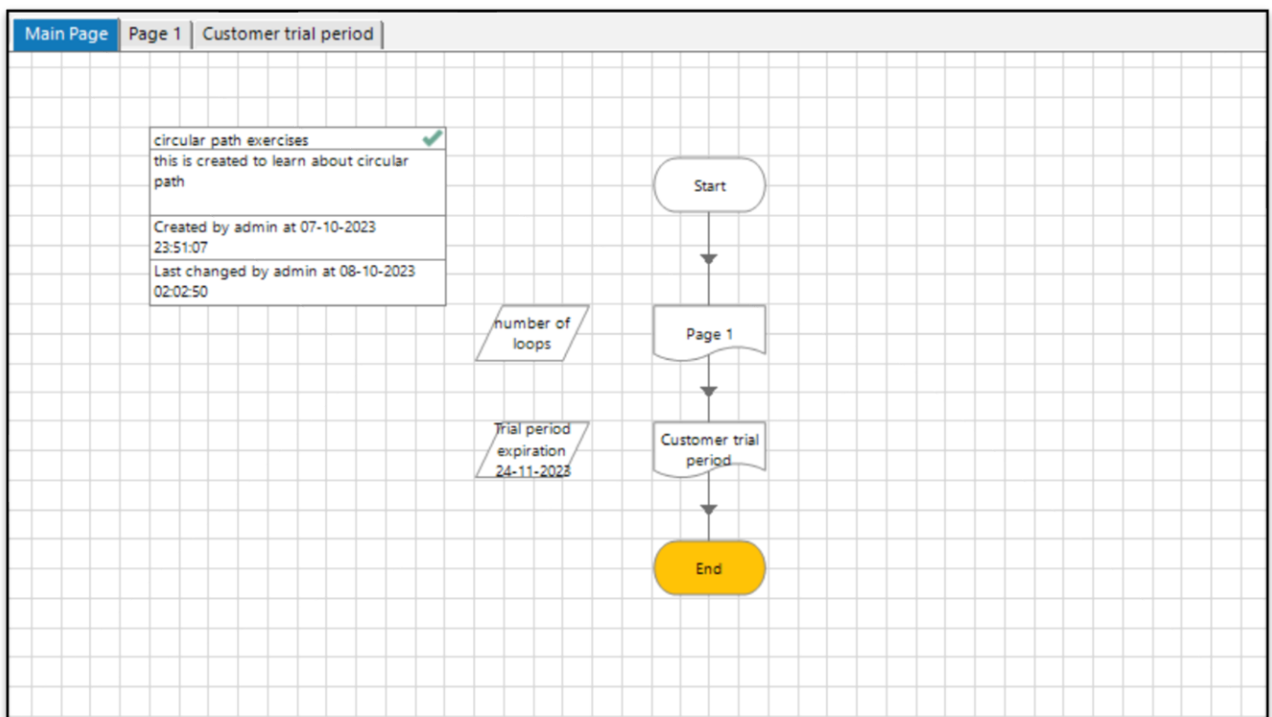 Main Page
Page 1
Customer trial period
circular path exercises
this is created to learn about circular
path
Created by admin at 07-10-2023
23:51:07
Last changed by admin at 08-10-2023
02:02:50
Start
number of
loops
Page 1
Trial period
expiration
24-11-2023
Customer trial
period
End